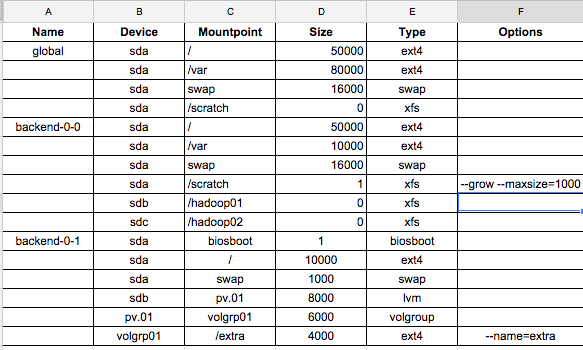 A B C D E F
Name Device Mountpoint Size Type Options
global sda / 50000 ext4
sda /var 80000 ext4
sda swap 16000 swap
sda /scratch 0 xfs
backend-0-0 sda / 50000 ext4
sda /var 10000 ext4
sda swap 16000 swap
sda /scratch 1 xfs --grow --maxsize=1000
sdb /hadoop01 0 xfs
sdc /hadoop02 0 xfs
backend-0-1 sda biosboot 1 biosboot
sda / 10000 ext4
sda swap 1000 swap
sdb pv.01 8000 lvm
pv.01 volgrp01 6000 volgroup
volgrp01 /extra 4000 ext4 --name=extra